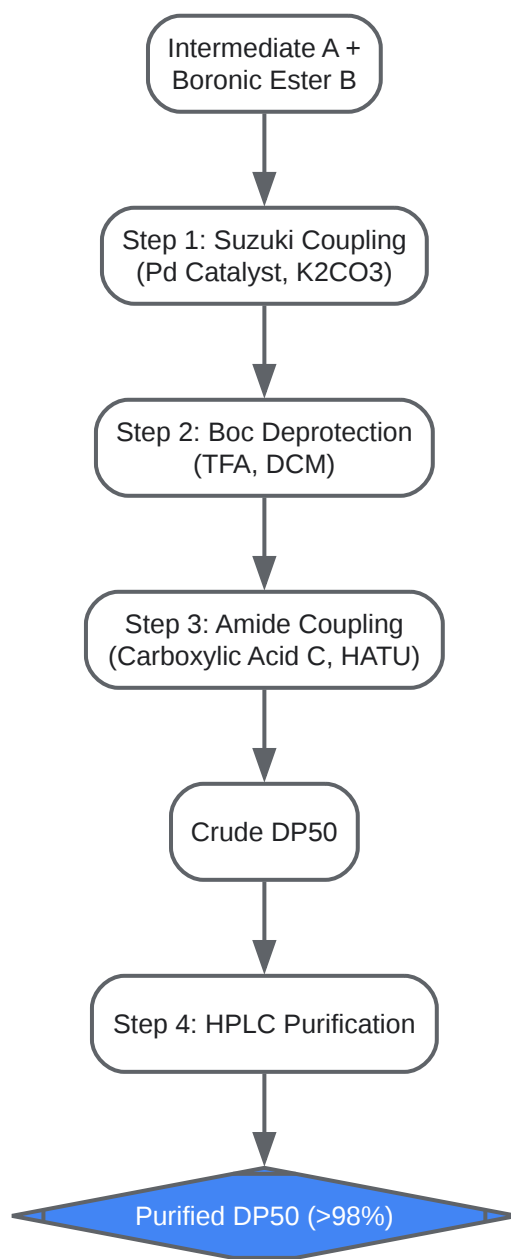 Intermediate A +
Boronic Ester B
Step 1: Suzuki Coupling
(Pd Catalyst, K2CO3)
Step 2: Boc Deprotection
(TFA, DCM)
Step 3: Amide Coupling
(Carboxylic Acid C, HATU)
Crude DP50
Step 4: HPLC Purification
Purified DP50 (>98%)